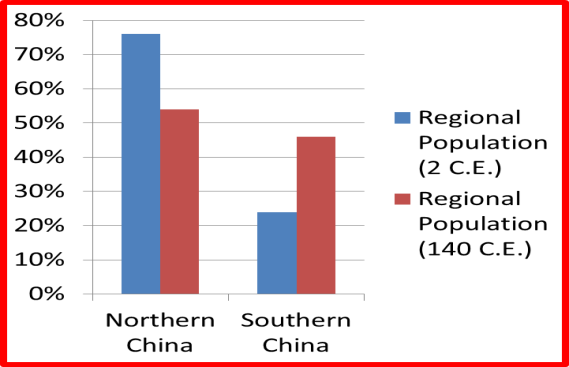 80%
70%
60%
50%
40%
30%
20%
10%
0%
Northern
China
Southern
China
Regional
Population
(2 C.E.)
Regional
Population
(140 C.E.)